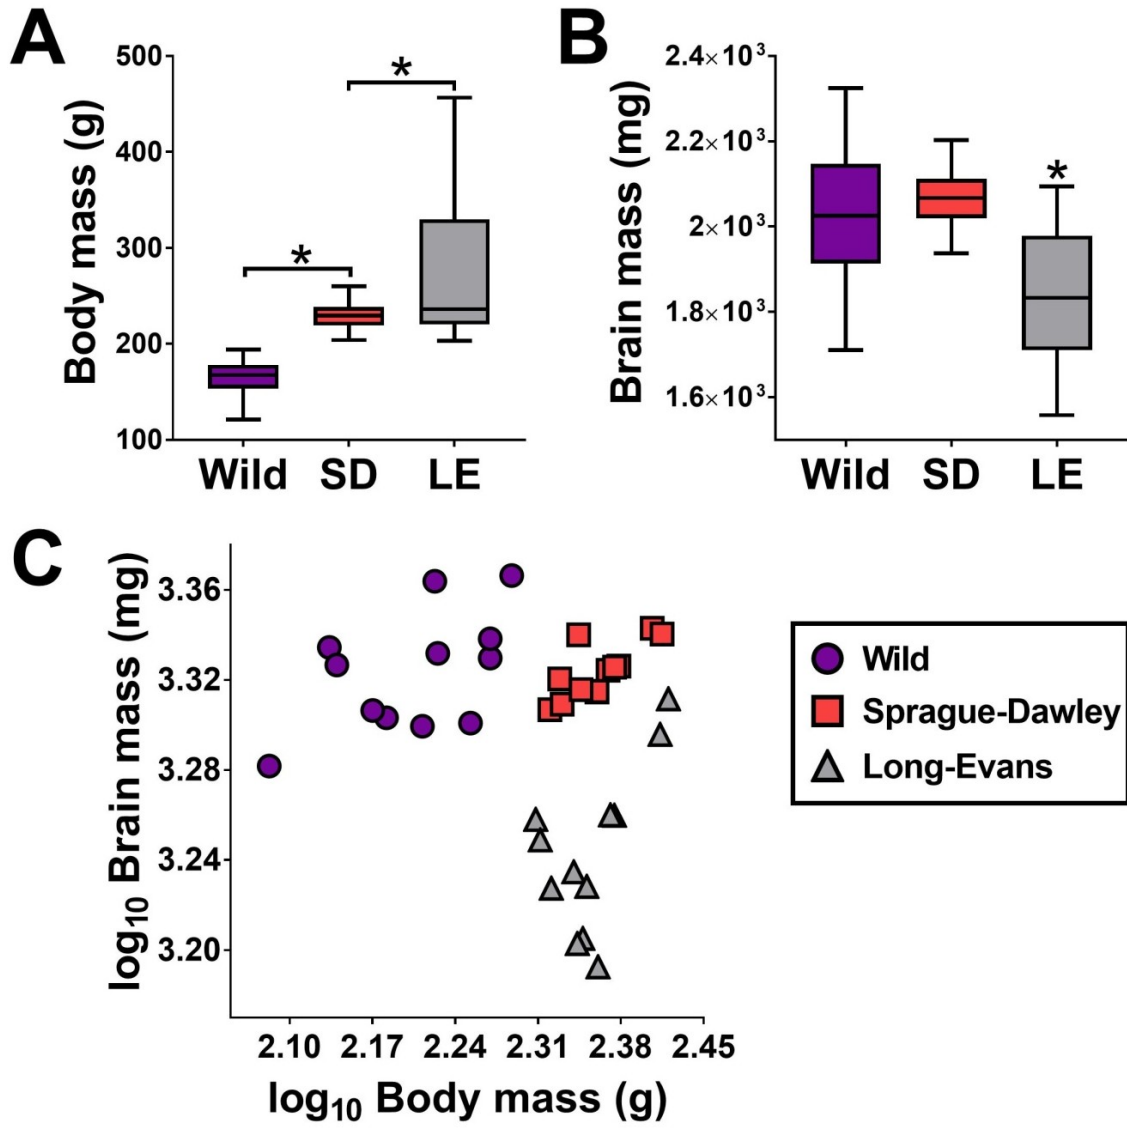 A
Body mass (g)
500
400
300
200
100
*
*
Wild SD LE
B
Brain mass (mg)
2.4×10³
2.2×10³
2×10³
1.8×10³
1.6×10³
*
Wild SD LE
C
log₁₀ Brain mass (mg)
3.36
3.32
3.28
3.24
3.20
2.10 2.17 2.24 2.31 2.38 2.45
log₁₀ Body mass (g)
Wild
Sprague-Dawley
Long-Evans